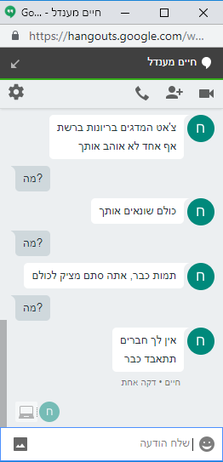 חיים מענדל - ...Go
https://hangouts.google.com/w...
חיים מענדל
צ'אט המדגים בריונות ברשת
אף אחד לא אוהב אותך
ח
מה?
כולם שונאים אותך
ח
מה?
תמות כבר, אתה סתם מציק לכולם
ח
מה?
אין לך חברים
תתאבד כבר
ח
חיים • דקה אחת
ח
שלח הודעה